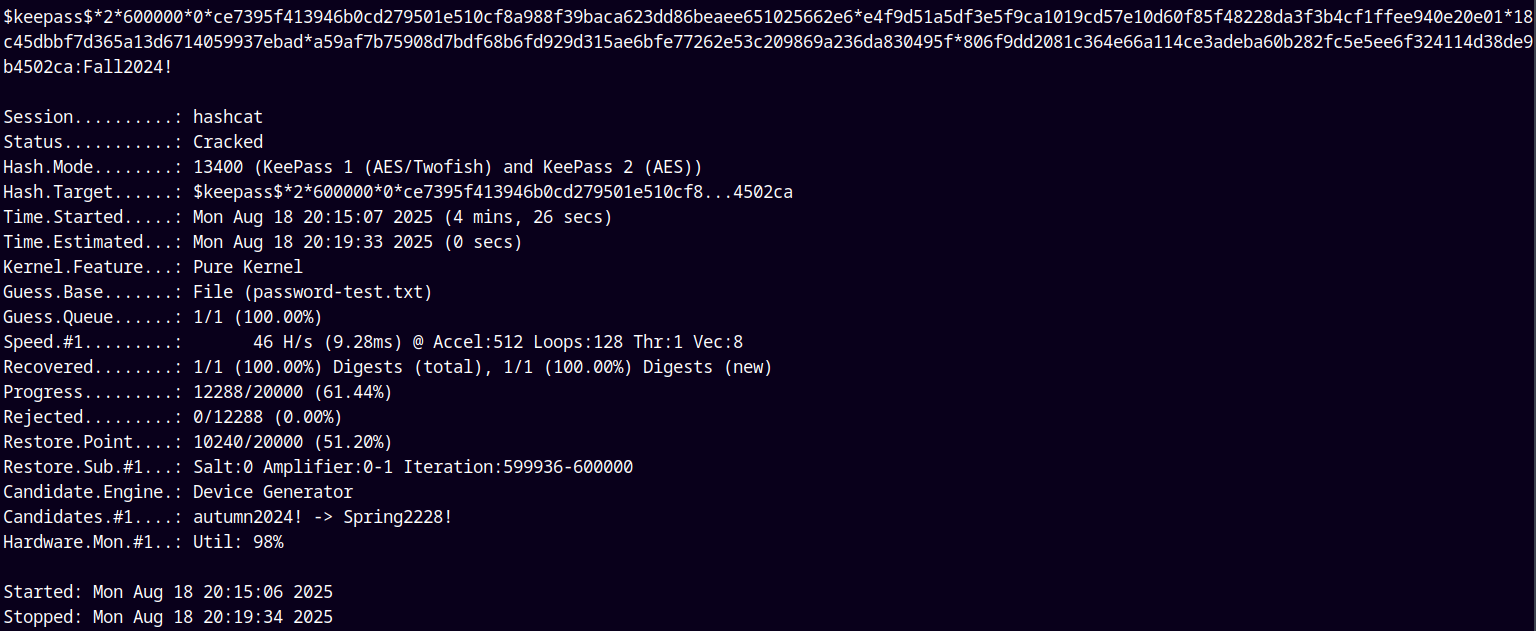 $keepass$*2*600000*0*ce7395f413946b0cd279501e510cf8a988f39baca623dd86beaee651025662e6*e4f9d51a5df3e5f9ca1019cd57e10d60f85f48228da3f3b4cf1ffee940e20e01*18
c45dbbf7d365a13d6714059937ebad*a59af7b75908d7bdf68b6fd929d315ae6bfe77262e53c209869a236da830495f*806f9dd2081c364e66a114ce3adeba60b282fc5e5ee6f324114d38de9
b4502ca:Fall2024!
Session..........: hashcat
Status...........: Cracked
Hash.Mode........: 13400 (KeePass 1 (AES/Twofish) and KeePass 2 (AES))
Hash.Target......: $keepass$*2*600000*0*ce7395f413946b0cd279501e510cf8...4502ca
Time.Started.....: Mon Aug 18 20:15:07 2025 (4 mins, 26 secs)
Time.Estimated...: Mon Aug 18 20:19:33 2025 (0 secs)
Kernel.Feature...: Pure Kernel
Guess.Base.......: File (password-test.txt)
Guess.Queue......: 1/1 (100.00%)
Speed.#1.........:       46 H/s (9.28ms) @ Accel:512 Loops:128 Thr:1 Vec:8
Recovered........: 1/1 (100.00%) Digests (total), 1/1 (100.00%) Digests (new)
Progress.........: 12288/20000 (61.44%)
Rejected.........: 0/12288 (0.00%)
Restore.Point....: 10240/20000 (51.20%)
Restore.Sub.#1...: Salt:0 Amplifier:0-1 Iteration:599936-600000
Candidate.Engine.: Device Generator
Candidates.#1....: autumn2024! -> Spring2228!
Hardware.Mon.#1..: Util: 98%
Started: Mon Aug 18 20:15:06 2025
Stopped: Mon Aug 18 20:19:34 2025